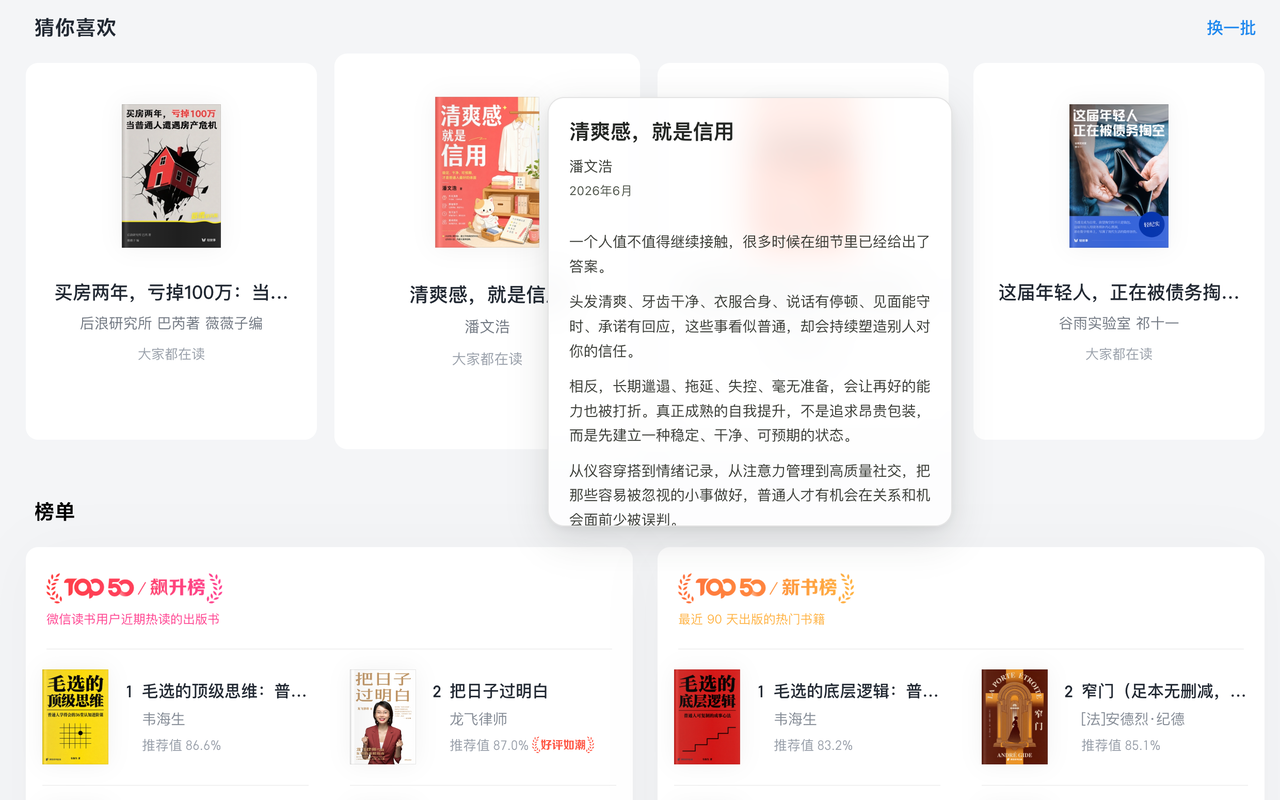 猜你喜欢
换一批
买房两年，亏掉100万
当普通人遭遇房产危机
买房两年，亏掉100万：当...
后浪研究所 巴芮著 薇薇子编
大家都在读
清爽感
就是
信用
潘文浩
清爽感，就是信
潘文浩
大家都在读
清爽感，就是信用
潘文浩
2026年6月
一个人值不值得继续接触，很多时候在细节里已经给出了
答案。
头发清爽、牙齿干净、衣服合身、说话有停顿、见面能守
时、承诺有回应，这些事看似普通，却会持续塑造别人对
你的信任。
相反，长期邋遢、拖延、失控、毫无准备，会让再好的能
力也被打折。真正成熟的自我提升，不是追求昂贵包装，
而是先建立一种稳定、干净、可预期的状态。
从仪容穿搭到情绪记录，从注意力管理到高质量社交，把
那些容易被忽视的小事做好，普通人才有机会在关系和机
会面前少被误判。
这届年轻人
正在被债务掏空
这届年轻人，正在被债务掏...
谷雨实验室 祁十一
大家都在读
榜单
TOP 50 / 飙升榜
微信读书用户近期热读的出版书
毛选的
顶级思维
1 毛选的顶级思维：普...
韦海生
推荐值 86.6%
把日子
过明白
2 把日子过明白
龙飞律师
推荐值 87.0% 好评如潮
TOP 50 / 新书榜
最近 90 天出版的热门书籍
毛选的
底层逻辑
1 毛选的底层逻辑：普...
韦海生
推荐值 83.2%
LA PORTE ÉTROITE
窄门
ANDRÉ GIDE
2 窄门（足本无删减，...
[法]安德烈·纪德
推荐值 85.1%